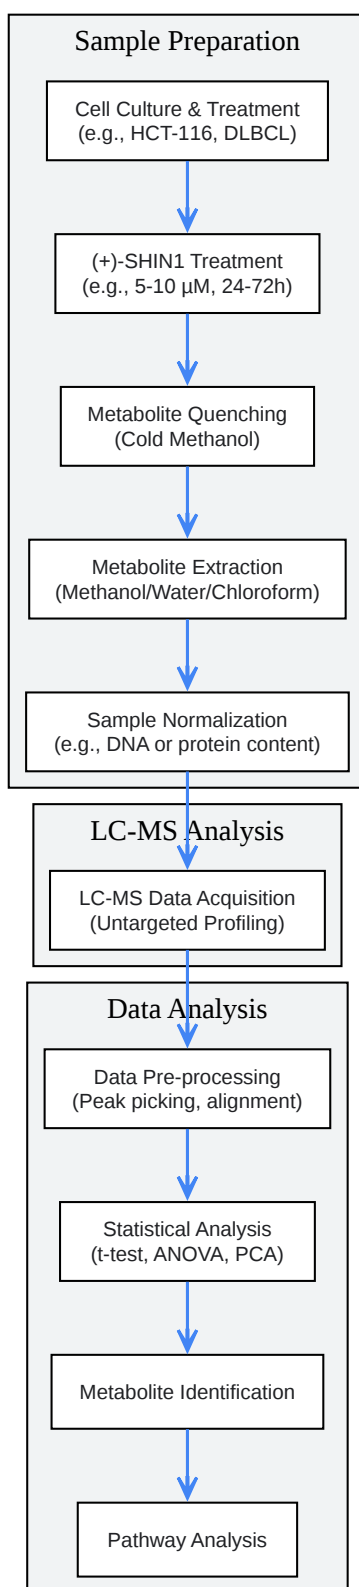 Sample Preparation
Cell Culture & Treatment
(e.g., HCT-116, DLBCL)
(+)-SHIN1 Treatment
(e.g., 5-10 µM, 24-72h)
Metabolite Quenching
(Cold Methanol)
Metabolite Extraction
(Methanol/Water/Chloroform)
Sample Normalization
(e.g., DNA or protein content)
LC-MS Analysis
LC-MS Data Acquisition
(Untargeted Profiling)
Data Analysis
Data Pre-processing
(Peak picking, alignment)
Statistical Analysis
(t-test, ANOVA, PCA)
Metabolite Identification
Pathway Analysis